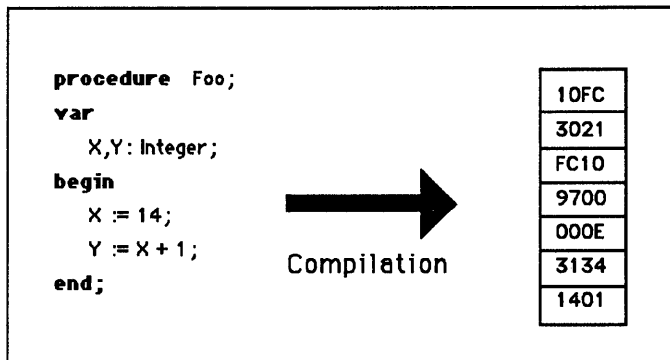 procedure Foo;
var
X,Y: Integer;
begin
X := 14;
Y := X + 1;
end;
Compilation
10FC
3021
FC10
9700
000E
3134
1401